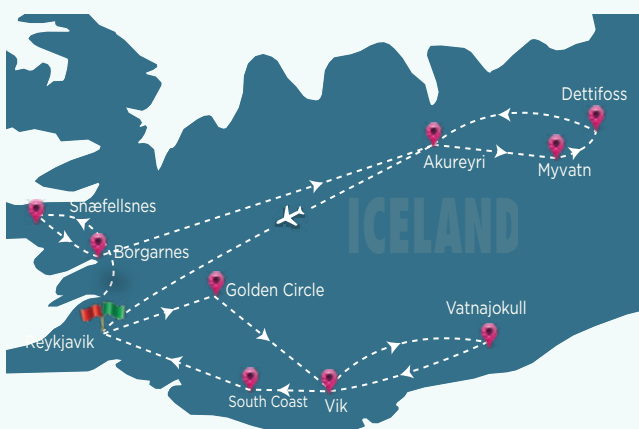 Dettifoss
Akureyri
Myvatn
Snæfellsnes
ICELAND
Borgarnes
Golden Circle
Vatnajokull
Reykjavik
South Coast
Vik